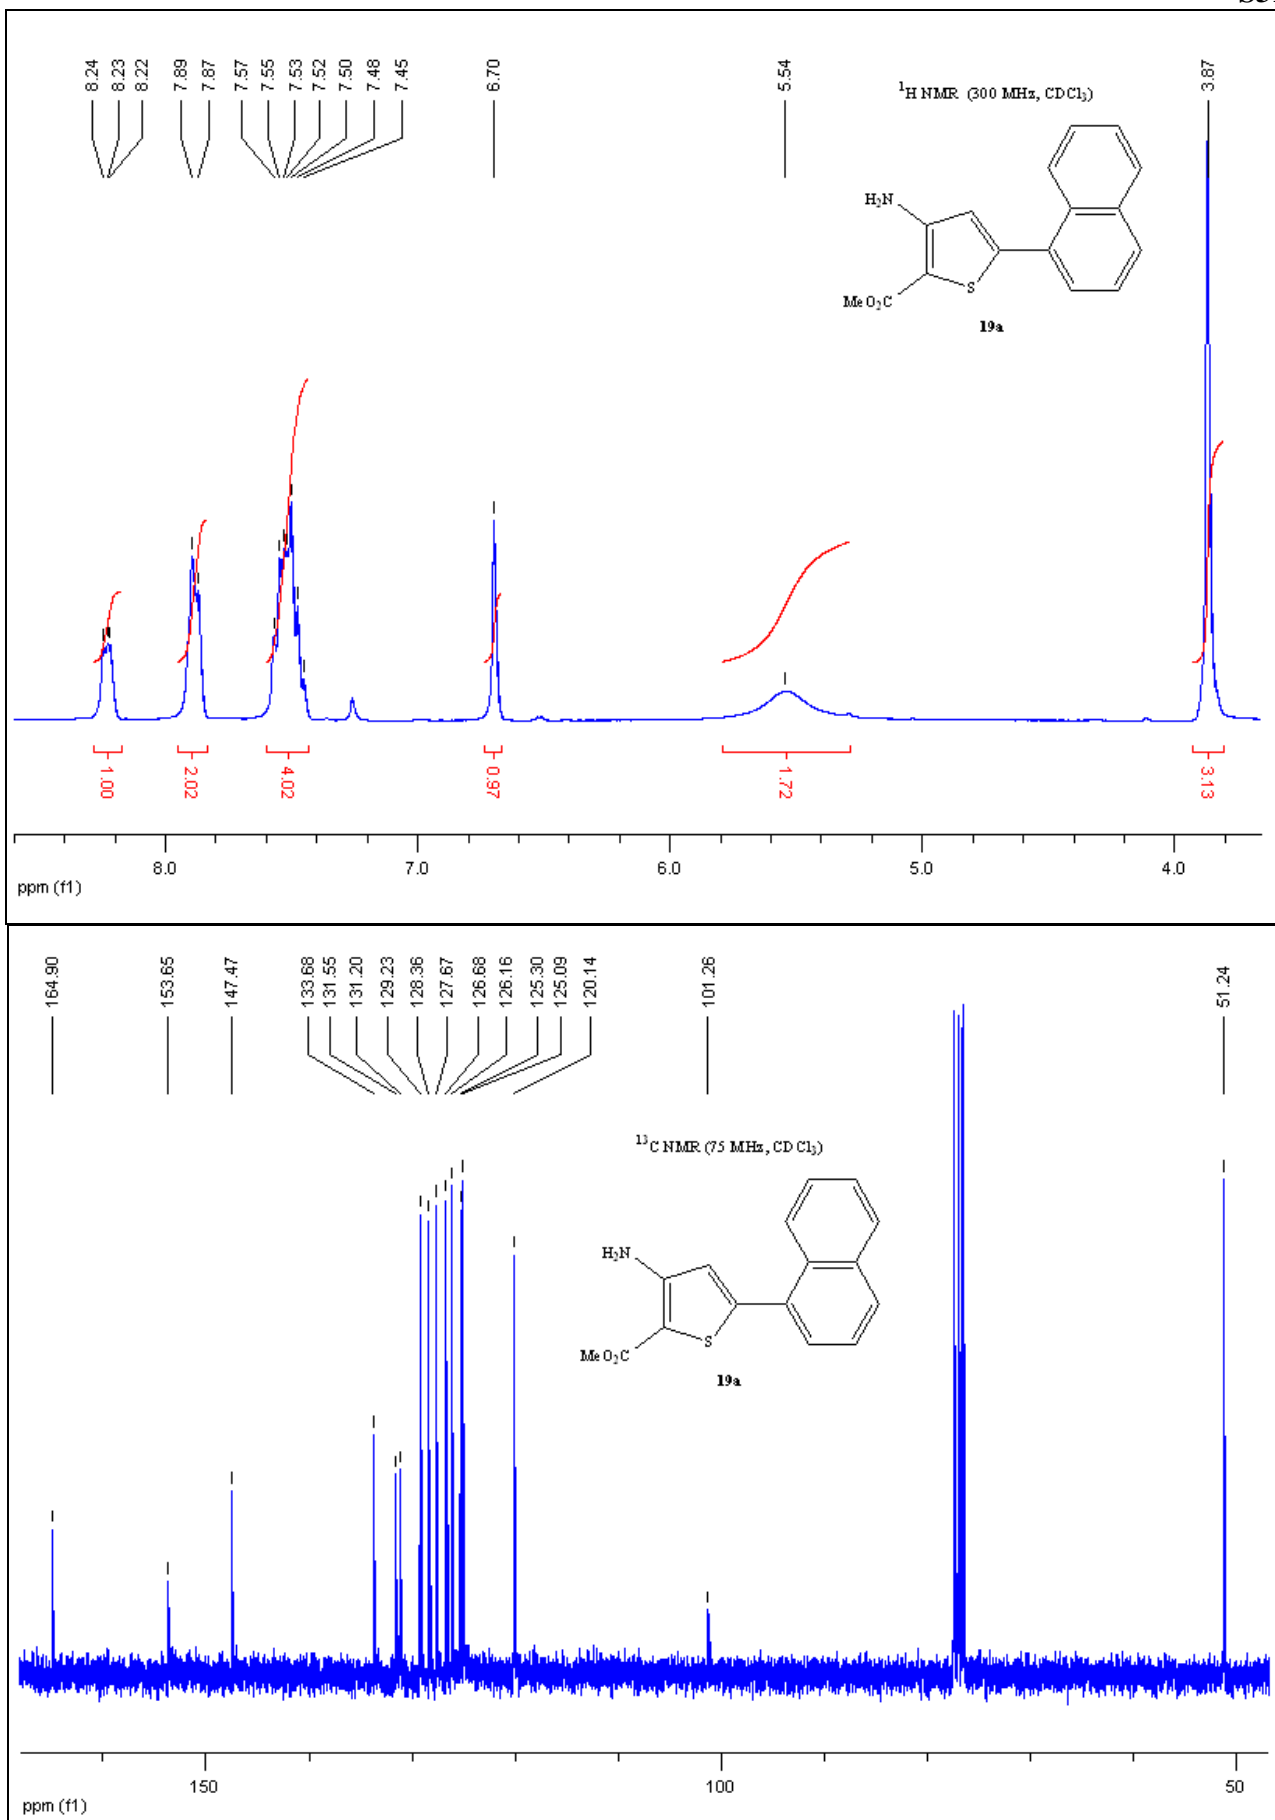 8.24
8.23
8.22
7.89
7.87
7.57
7.55
7.53
7.52
7.50
7.48
7.45
6.70
5.54
3.87
¹H NMR (300 MHz, CDCl₃)
H₂N
S
MeO₂C
19a
1.00
2.02
4.02
0.97
1.72
3.13
8.0 7.0 6.0 5.0 4.0
ppm (f1)
164.90
153.65
147.47
133.68
131.55
131.20
129.23
128.36
127.67
126.68
126.16
125.30
125.09
120.14
101.26
51.24
¹³C NMR (75 MHz, CDCl₃)
H₂N
S
MeO₂C
19a
150 100 50
ppm (f1)